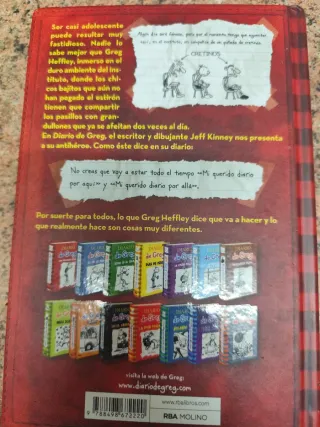 Ser casi adolescente
puede resultar muy
fastidioso. Nadie lo
sabe mejor que Greg
Heffley, inmerso en el
duro ambiente del ins-
tituto, donde los chi-
cos bajitos que aún no
han pegado el estirón
tienen que compartir
los pasillos con gran-
dullones que ya se afeitan dos veces al día.
En Diario de Greg, el escritor y dibujante Jeff Kinney nos presenta
a su antihéroe. Como éste dice en su diario:
CRETINOS
No creas que voy a estar todo el tiempo «Mi querido diario
por aquí» y «Mi querido diario por allá».
Por suerte para todos, lo que Greg Heffley dice que va a hacer y lo
que realmente hace son cosas muy diferentes.
visita la web de Greg:
www.diariodegreg.com
www.rbalibros.com
RBA MOLINO
9788498672220